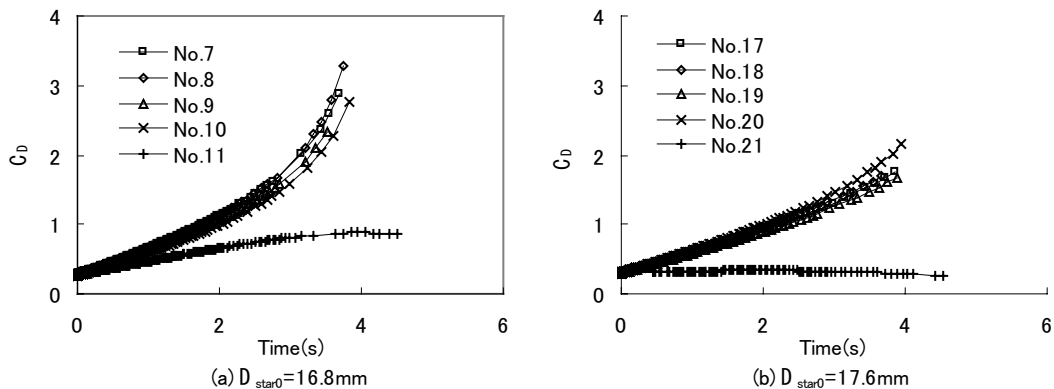 4
3
2
1
0
C_D
No.7
No.8
No.9
No.10
No.11
0 2 4 6
Time(s)
(a) D_star0=16.8mm
4
3
2
1
0
C_D
No.17
No.18
No.19
No.20
No.21
0 2 4 6
Time(s)
(b) D_star0=17.6mm